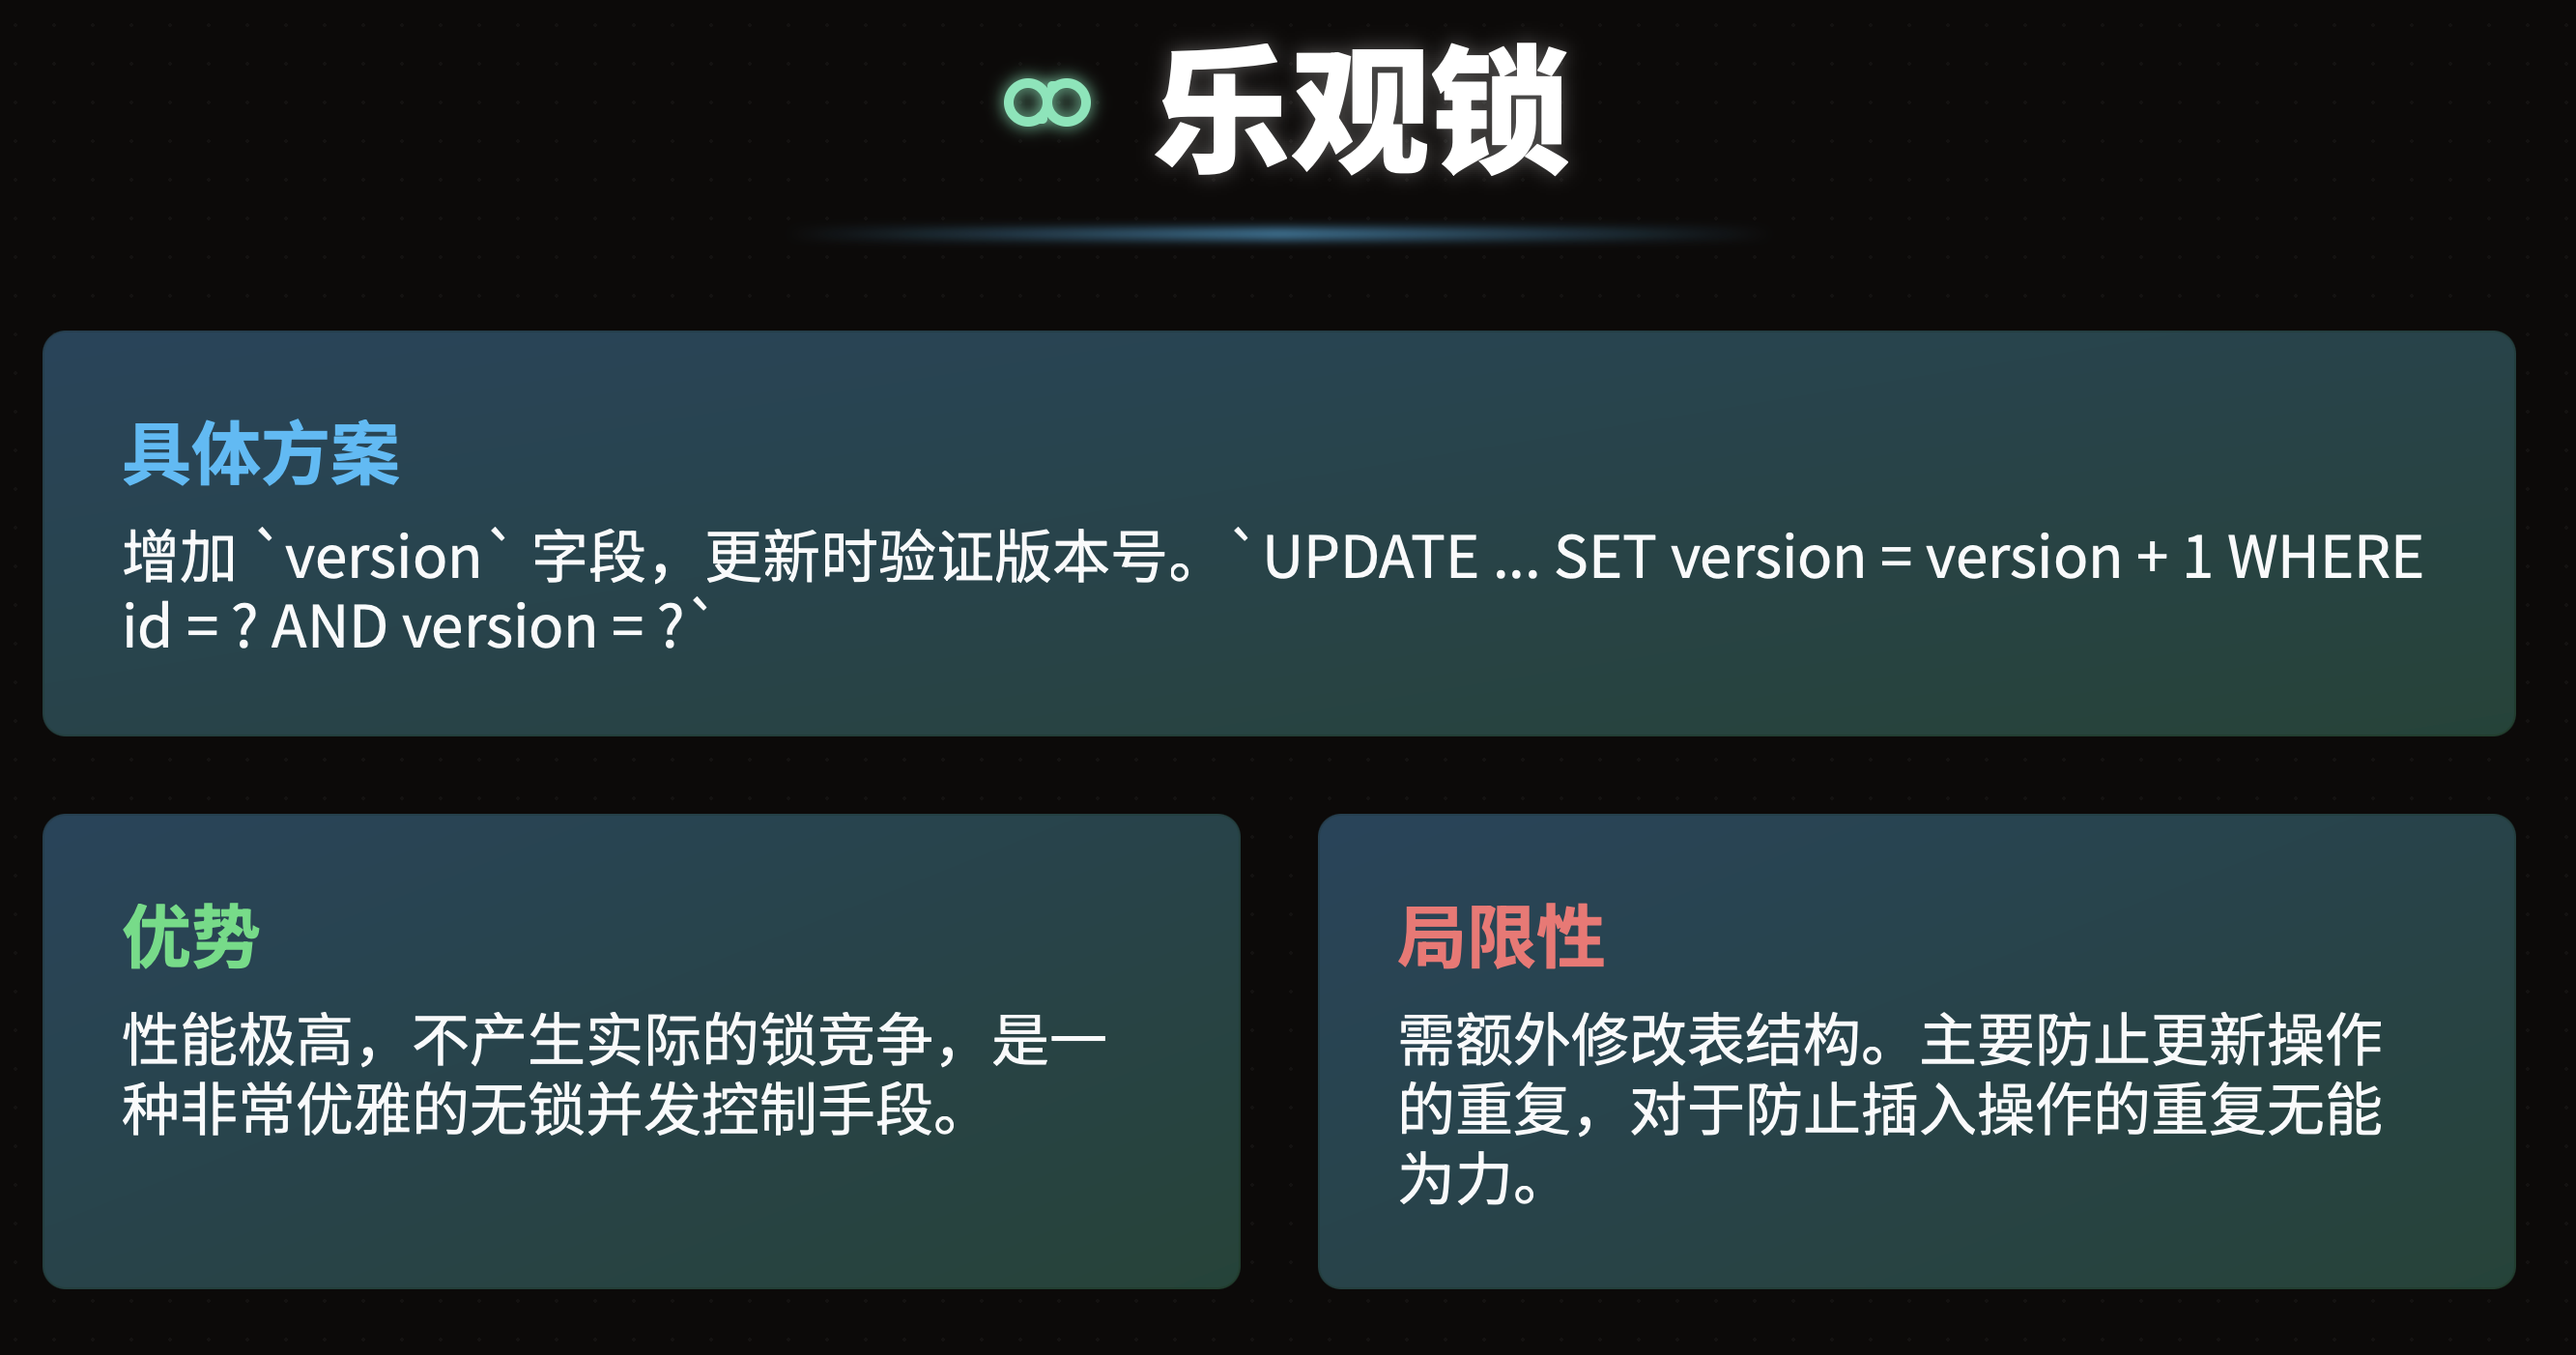 乐观锁
具体方案
增加 `version` 字段，更新时验证版本号。`UPDATE ... SET version = version + 1 WHERE
id = ? AND version = ?`
优势
性能极高，不产生实际的锁竞争，是一
种非常优雅的无锁并发控制手段。
局限性
需额外修改表结构。主要防止更新操作
的重复，对于防止插入操作的重复无能
为力。